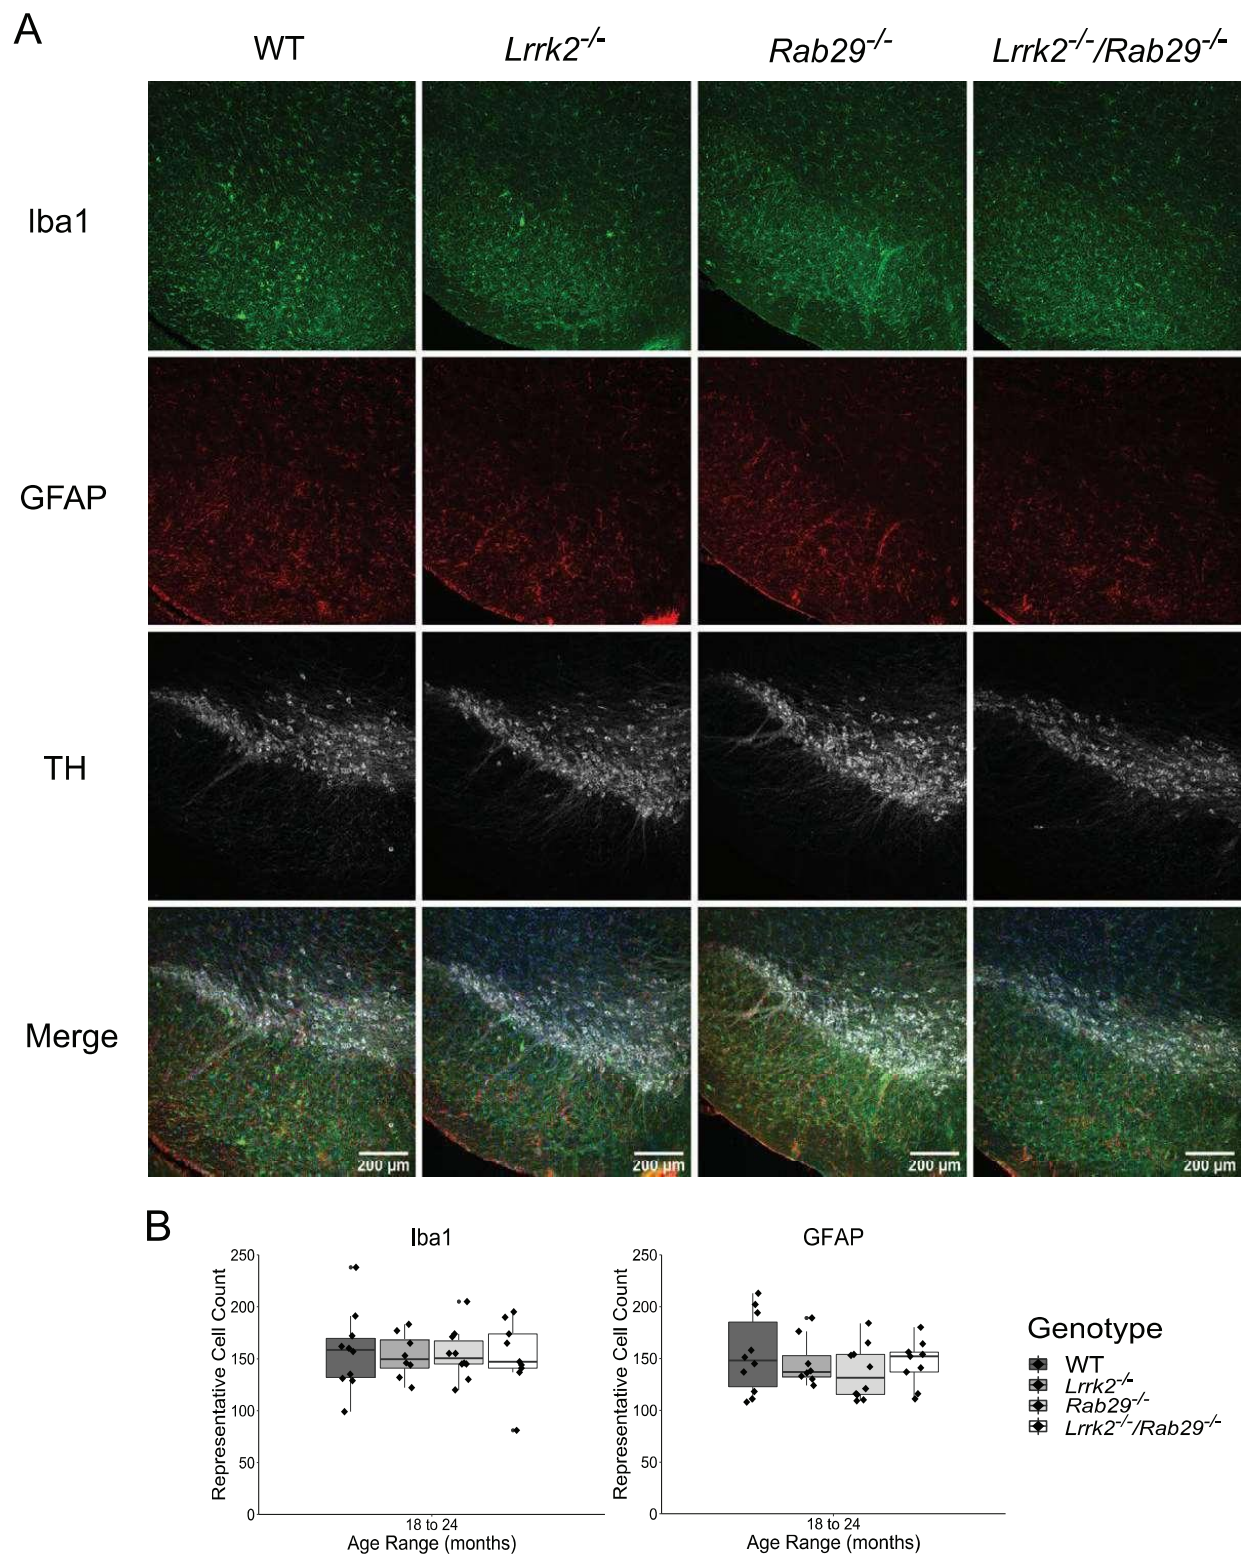 A
WT Lrrk2-/- Rab29-/- Lrrk2-/-/Rab29-/-
Iba1
GFAP
TH
Merge
200 µm 200 µm 200 µm 200 µm
B
Iba1
Representative Cell Count
250
200
150
100
50
0
18 to 24
Age Range (months)
GFAP
Representative Cell Count
250
200
150
100
50
0
18 to 24
Age Range (months)
Genotype
WT
Lrrk2-/-
Rab29-/-
Lrrk2-/-/Rab29-/-